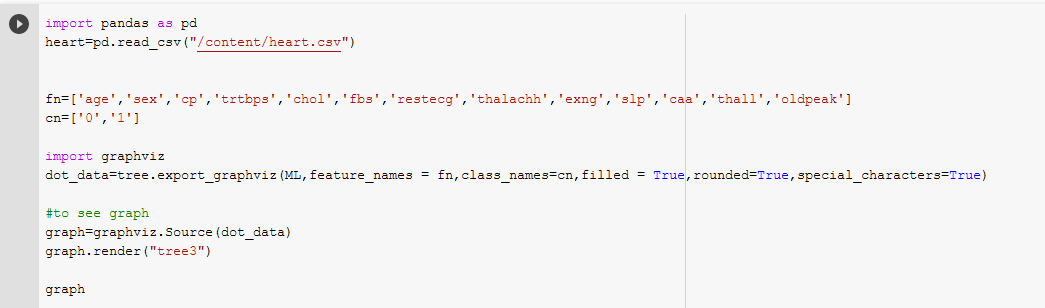 import pandas as pd
heart=pd.read_csv("/content/heart.csv")
fn=['age','sex','cp','trtbps','chol','fbs','restecg','thalachh','exng','slp','caa','thall','oldpeak']
cn=['0','1']
import graphviz
dot_data=tree.export_graphviz(ML,feature_names = fn,class_names=cn,filled = True,rounded=True,special_characters=True)
#to see graph
graph=graphviz.Source(dot_data)
graph.render("tree3")
graph